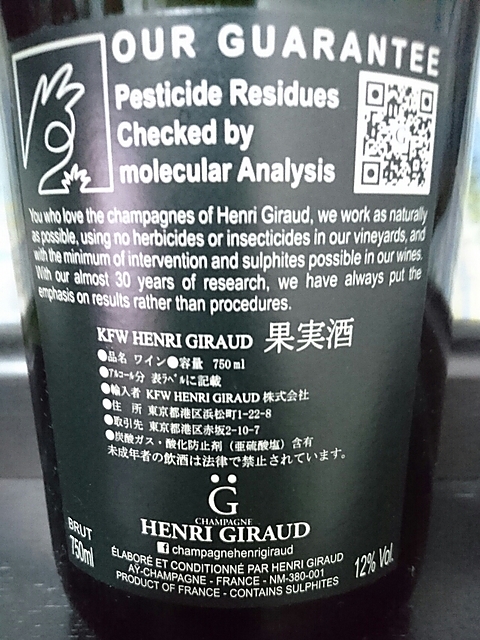 OUR GUARANTEE
Pesticide Residues
Checked by
molecular Analysis
You who love the champagnes of Henri Giraud, we work as naturally
as possible, using no herbicides or insecticides in our vineyards, and
with the minimum of intervention and sulphites possible in our wines.
With our almost 30 years of research, we have always put the
emphasis on results rather than procedures.
KFW HENRI GIRAUD 果実酒
●品名 ワイン●容量 750ml
●アルコール分 表ラベルに記載
●輸入者 KFW HENRI GIRAUD 株式会社
●住 所 東京都港区浜松町1-22-8
●取引先 東京都港区赤坂2-10-7
●炭酸ガス・酸化防止剤（亜硫酸塩）含有
未成年者の飲酒は法律で禁止されています。
G̈
CHAMPAGNE
HENRI GIRAUD
champagnehenrigiraud
BRUT
750ml
ÉLABORÉ ET CONDITIONNÉ PAR HENRI GIRAUD
AŸ-CHAMPAGNE - FRANCE - NM-380-001
PRODUCT OF FRANCE - CONTAINS SULPHITES
12% Vol.